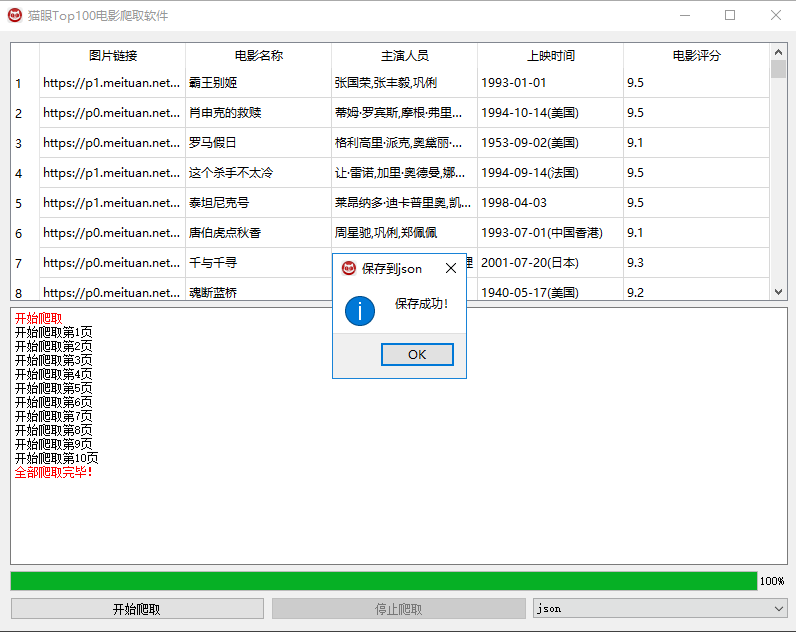 猫眼Top100电影爬取软件
图片链接 电影名称 主演人员 上映时间 电影评分
1 https://p1.meituan.net... 霸王别姬 张国荣,张丰毅,巩俐 1993-01-01 9.5
2 https://p0.meituan.net... 肖申克的救赎 蒂姆·罗宾斯,摩根·弗里... 1994-10-14(美国) 9.5
3 https://p0.meituan.net... 罗马假日 格利高里·派克,奥黛丽·... 1953-09-02(美国) 9.1
4 https://p1.meituan.net... 这个杀手不太冷 让·雷诺,加里·奥德曼,娜... 1994-09-14(法国) 9.5
5 https://p1.meituan.net... 泰坦尼克号 莱昂纳多·迪卡普里奥,凯... 1998-04-03 9.5
6 https://p0.meituan.net... 唐伯虎点秋香 周星驰,巩俐,郑佩佩 1993-07-01(中国香港) 9.1
7 https://p0.meituan.net... 千与千寻 2001-07-20(日本) 9.3
8 https://p0.meituan.net... 魂断蓝桥 1940-05-17(美国) 9.2
保存到json
保存成功!
OK
开始爬取
开始爬取第1页
开始爬取第2页
开始爬取第3页
开始爬取第4页
开始爬取第5页
开始爬取第6页
开始爬取第7页
开始爬取第8页
开始爬取第9页
开始爬取第10页
全部爬取完毕!
100%
开始爬取 停止爬取 json